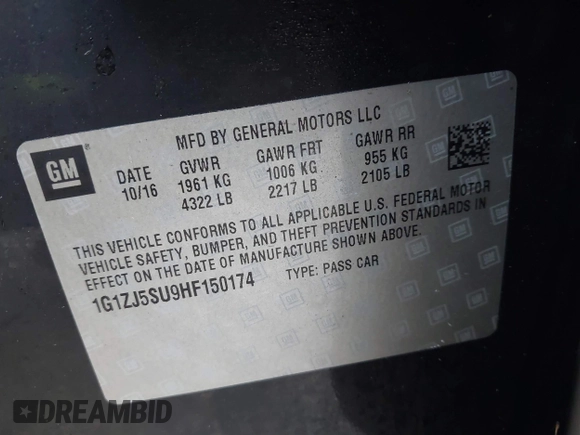 MFD BY GENERAL MOTORS LLC
GM
DATE GVWR GAWR FRT GAWR RR
10/16 1961 KG 1006 KG 955 KG
4322 LB 2217 LB 2105 LB
THIS VEHICLE CONFORMS TO ALL APPLICABLE U.S. FEDERAL MOTOR
VEHICLE SAFETY, BUMPER, AND THEFT PREVENTION STANDARDS IN
EFFECT ON THE DATE OF MANUFACTURE SHOWN ABOVE.
1G1ZJ5SU9HF150174 TYPE: PASS CAR
DREAMBID